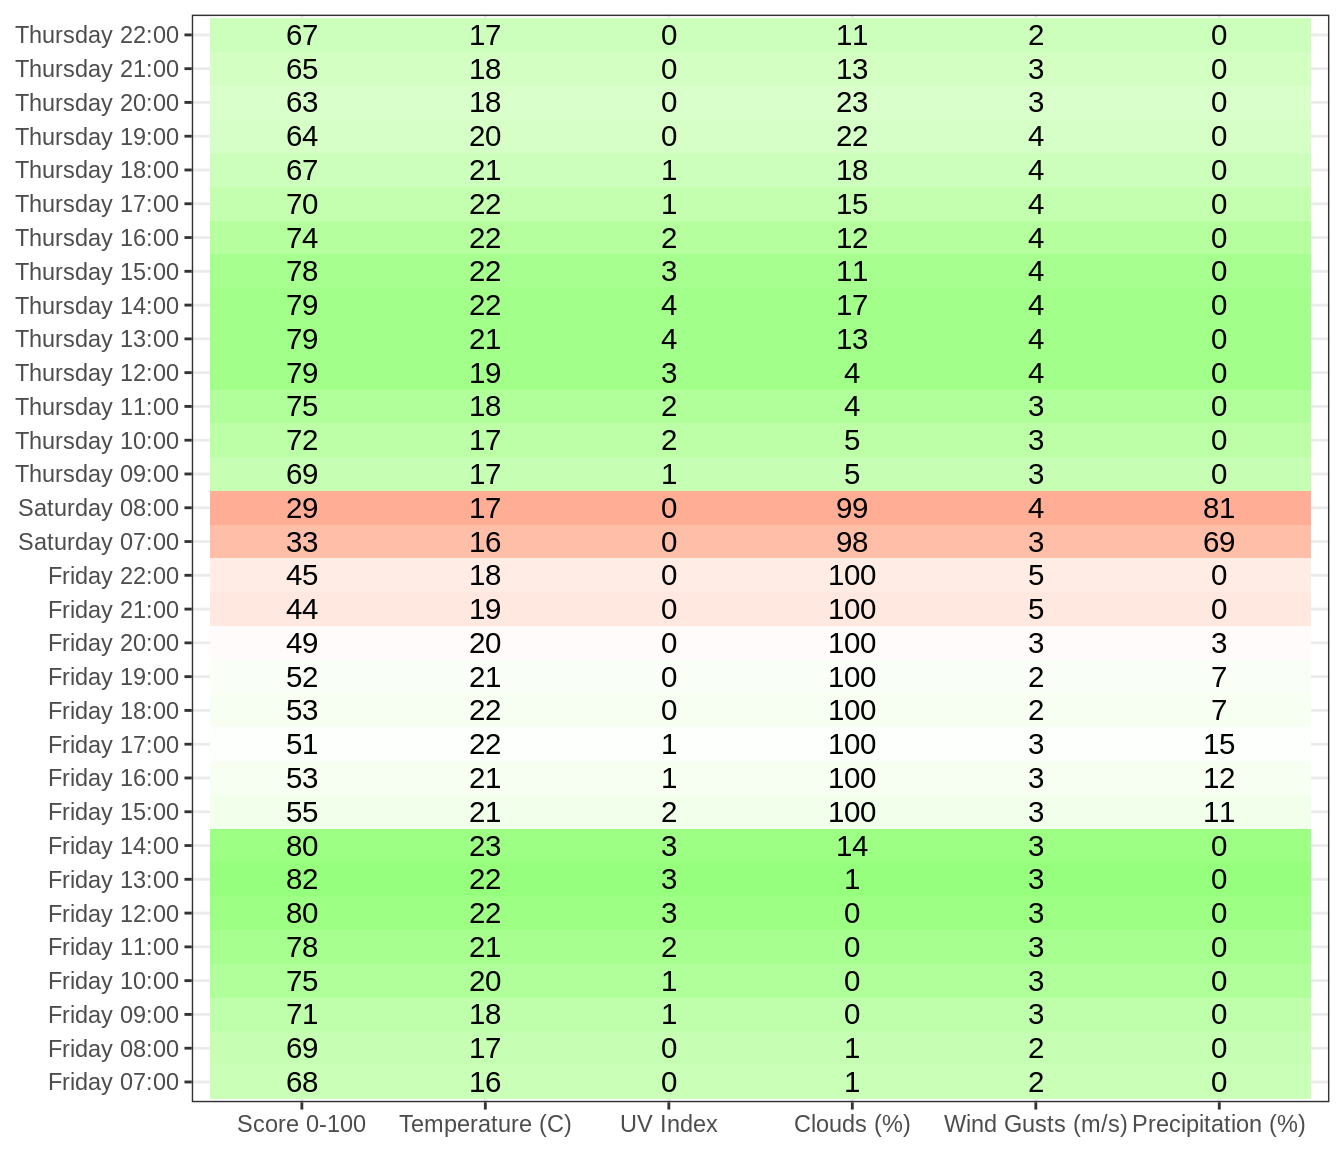 Thursday 22:00 67 17 0 11 2 0
Thursday 21:00 65 18 0 13 3 0
Thursday 20:00 63 18 0 23 3 0
Thursday 19:00 64 20 0 22 4 0
Thursday 18:00 67 21 1 18 4 0
Thursday 17:00 70 22 1 15 4 0
Thursday 16:00 74 22 2 12 4 0
Thursday 15:00 78 22 3 11 4 0
Thursday 14:00 79 22 4 17 4 0
Thursday 13:00 79 21 4 13 4 0
Thursday 12:00 79 19 3 4 4 0
Thursday 11:00 75 18 2 4 3 0
Thursday 10:00 72 17 2 5 3 0
Thursday 09:00 69 17 1 5 3 0
Saturday 08:00 29 17 0 99 4 81
Saturday 07:00 33 16 0 98 3 69
Friday 22:00 45 18 0 100 5 0
Friday 21:00 44 19 0 100 5 0
Friday 20:00 49 20 0 100 3 3
Friday 19:00 52 21 0 100 2 7
Friday 18:00 53 22 0 100 2 7
Friday 17:00 51 22 1 100 3 15
Friday 16:00 53 21 1 100 3 12
Friday 15:00 55 21 2 100 3 11
Friday 14:00 80 23 3 14 3 0
Friday 13:00 82 22 3 1 3 0
Friday 12:00 80 22 3 0 3 0
Friday 11:00 78 21 2 0 3 0
Friday 10:00 75 20 1 0 3 0
Friday 09:00 71 18 1 0 3 0
Friday 08:00 69 17 0 1 2 0
Friday 07:00 68 16 0 1 2 0
Score 0-100 Temperature (C) UV Index Clouds (%) Wind Gusts (m/s) Precipitation (%)